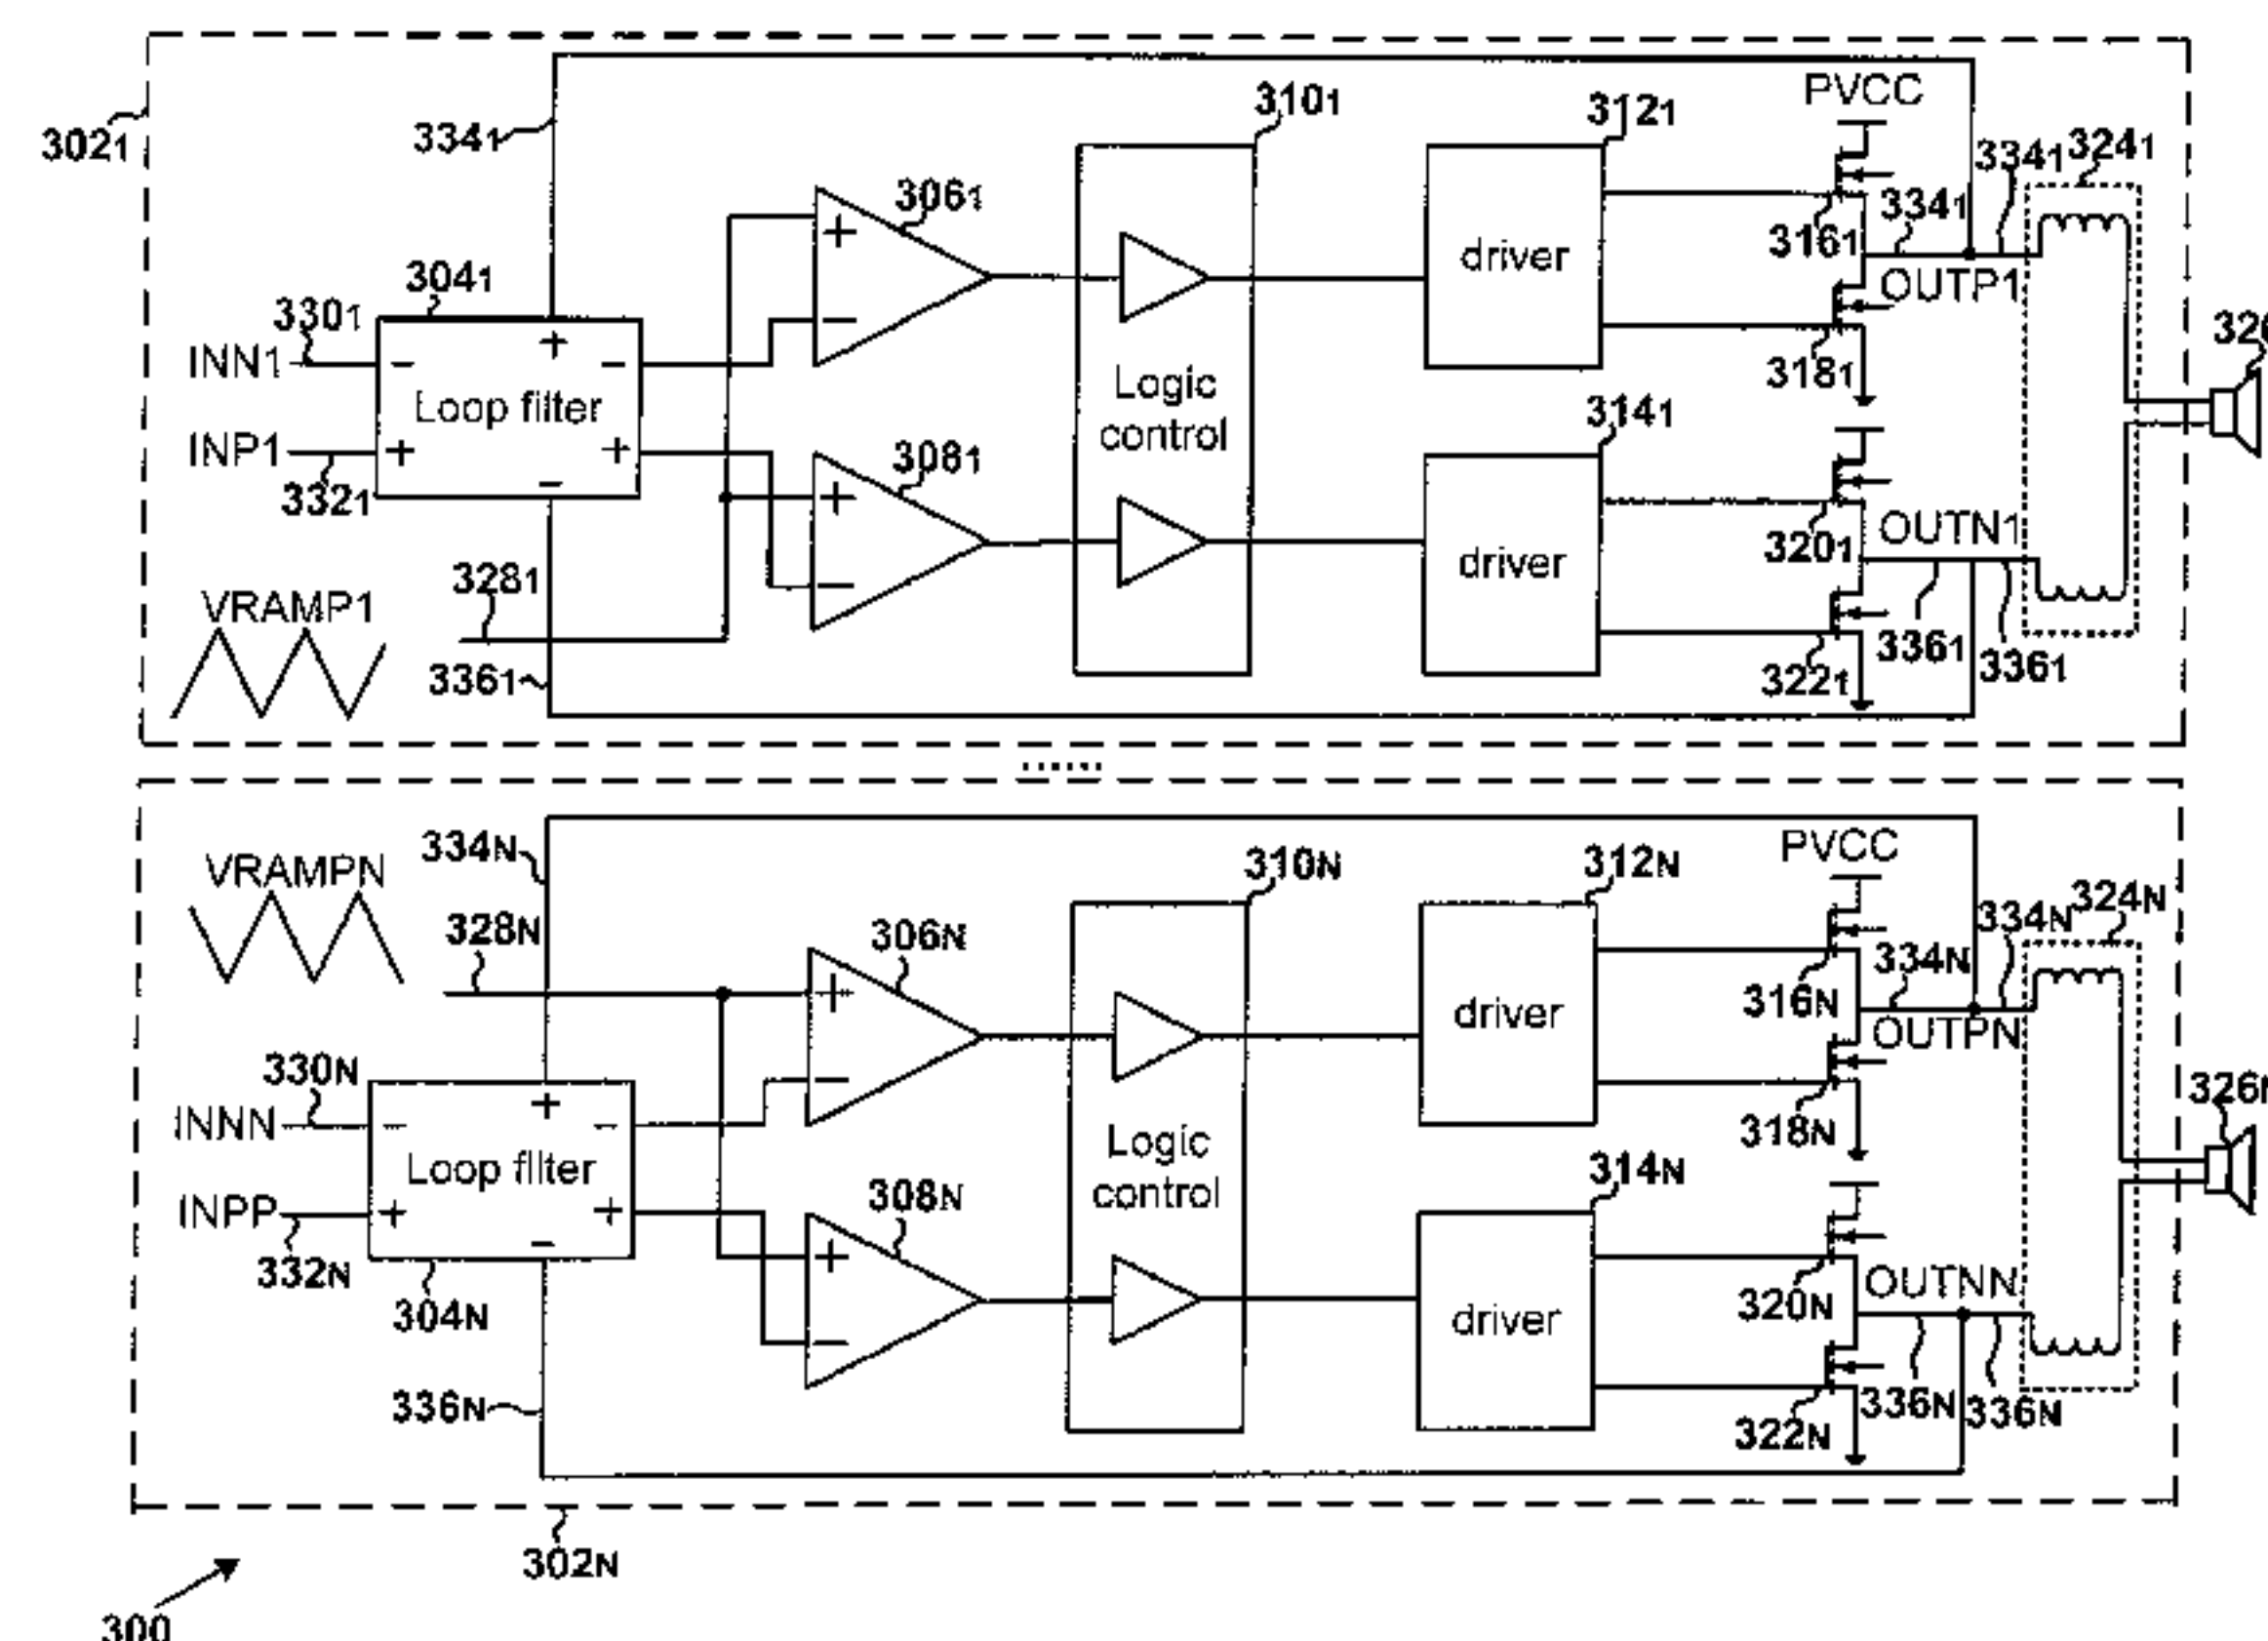 302₁
334₁
310₁
312₁
PVCC
334₁
324₁
306₁
334₁
316₁
OUTP1
driver
330₁
304₁
INN1
- + -
Loop filter
INP1
+ - +
332₁
+ -
Logic control
318₁
314₁
308₁
+ -
VRAMP1
328₁
336₁
driver
320₁
OUTN1
322₁
336₁
336₁
......
VRAMPN
334N
328N
306N
310N
312N
PVCC
334N
324N
334N
316N
OUTPN
driver
330N
INNN
- + -
Loop filter
INPP
+ - +
332N
304N
+ -
Logic control
318N
314N
326N
308N
+ -
336N
driver
320N
OUTNN
322N
336N
336N
302N
300